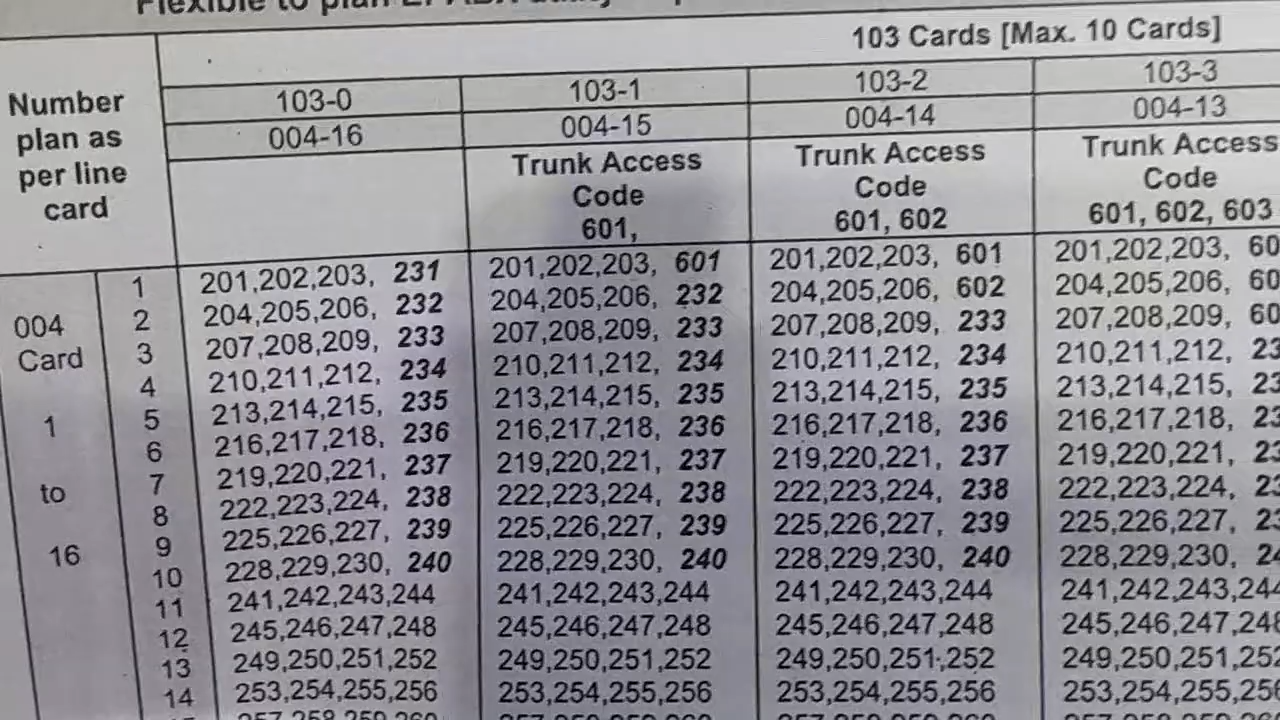 Flexible to plan
103 Cards [Max. 10 Cards]
Number plan as per line card
103-0 103-1 103-2 103-3
004-16 004-15 004-14 004-13
Trunk Access Trunk Access Trunk Access
Code Code Code
601, 601, 602 601, 602, 603
004 Card 1 to 16
1 201,202,203, 231 201,202,203, 601 201,202,203, 601 201,202,203,
2 204,205,206, 232 204,205,206, 232 204,205,206, 602 204,205,206,
3 207,208,209, 233 207,208,209, 233 207,208,209, 233 207,208,209,
4 210,211,212, 234 210,211,212, 234 210,211,212, 234 210,211,212,
5 213,214,215, 235 213,214,215, 235 213,214,215, 235 213,214,215,
6 216,217,218, 236 216,217,218, 236 216,217,218, 236 216,217,218,
7 219,220,221, 237 219,220,221, 237 219,220,221, 237 219,220,221,
8 222,223,224, 238 222,223,224, 238 222,223,224, 238 222,223,224,
9 225,226,227, 239 225,226,227, 239 225,226,227, 239 225,226,227,
10 228,229,230, 240 228,229,230, 240 228,229,230, 240 228,229,230,
11 241,242,243,244 241,242,243,244 241,242,243,244 241,242,243,244
12 245,246,247,248 245,246,247,248 245,246,247,248 245,246,247,248
13 249,250,251,252 249,250,251,252 249,250,251,252 249,250,251,252
14 253,254,255,256 253,254,255,256 253,254,255,256 253,254,255,256